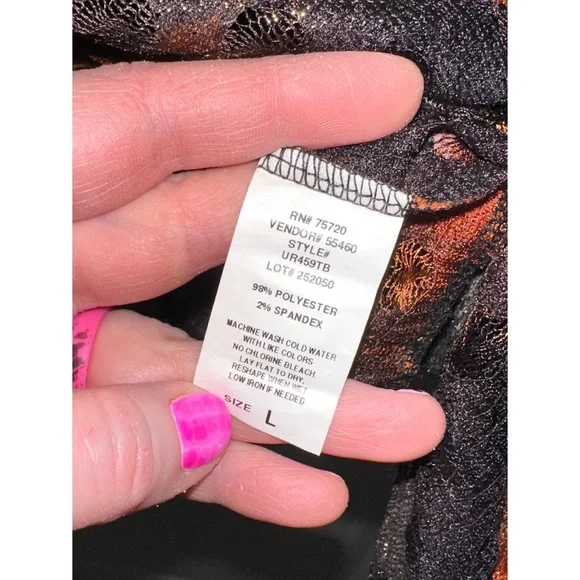 RN# 75720
VENDOR# 55460
STYLE#
UR459TB
LOT# 252050
98% POLYESTER
2% SPANDEX
MACHINE WASH COLD WATER
WITH LIKE COLORS
NO CHLORINE BLEACH.
LAY FLAT TO DRY.
RESHAPE WHEN WET
LOW IRON IF NEEDED
SIZE L